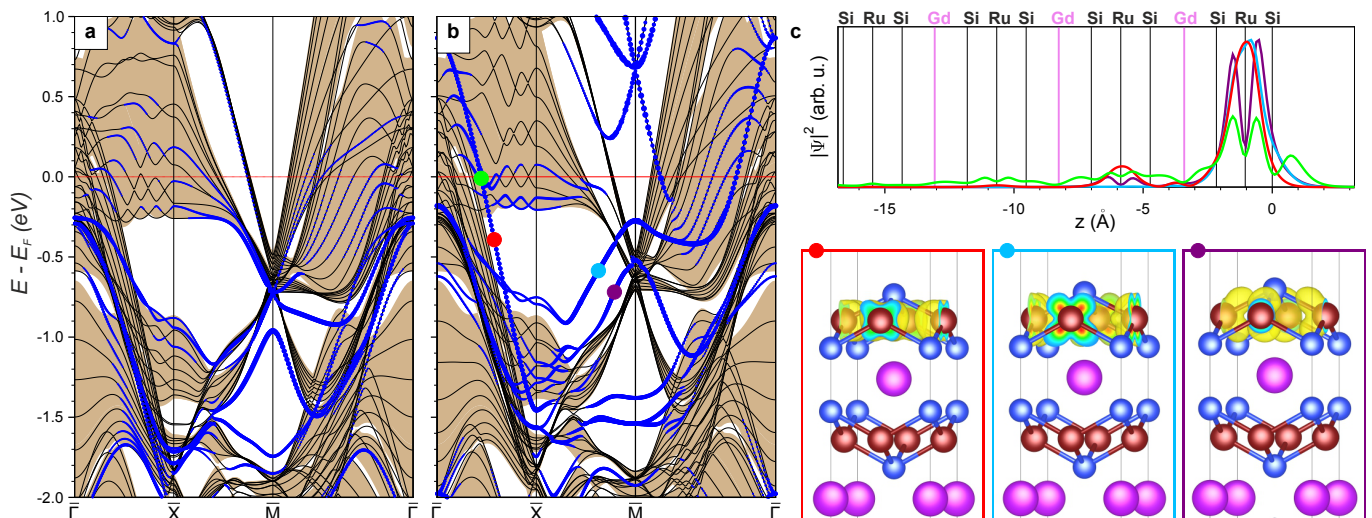 a
b
c
1.0
0.5
0.0
-0.5
-1.0
-1.5
-2.0
E - E_F (eV)
Γ̅ X̅ M̅ Γ̅
Γ̅ X̅ M̅ Γ̅
Si Ru Si Gd Si Ru Si Gd Si Ru Si Gd Si Ru Si
|Ψ|² (arb. u.)
-15 -10 -5 0
z (Å)